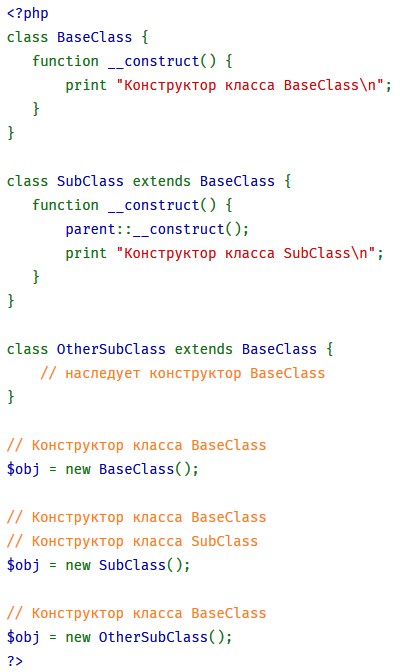 <?php
class BaseClass {
   function __construct() {
       print "Конструктор класса BaseClass\n";
   }
}

class SubClass extends BaseClass {
   function __construct() {
       parent::__construct();
       print "Конструктор класса SubClass\n";
   }
}

class OtherSubClass extends BaseClass {
    // наследует конструктор BaseClass
}

// Конструктор класса BaseClass
$obj = new BaseClass();

// Конструктор класса BaseClass
// Конструктор класса SubClass
$obj = new SubClass();

// Конструктор класса BaseClass
$obj = new OtherSubClass();
?>